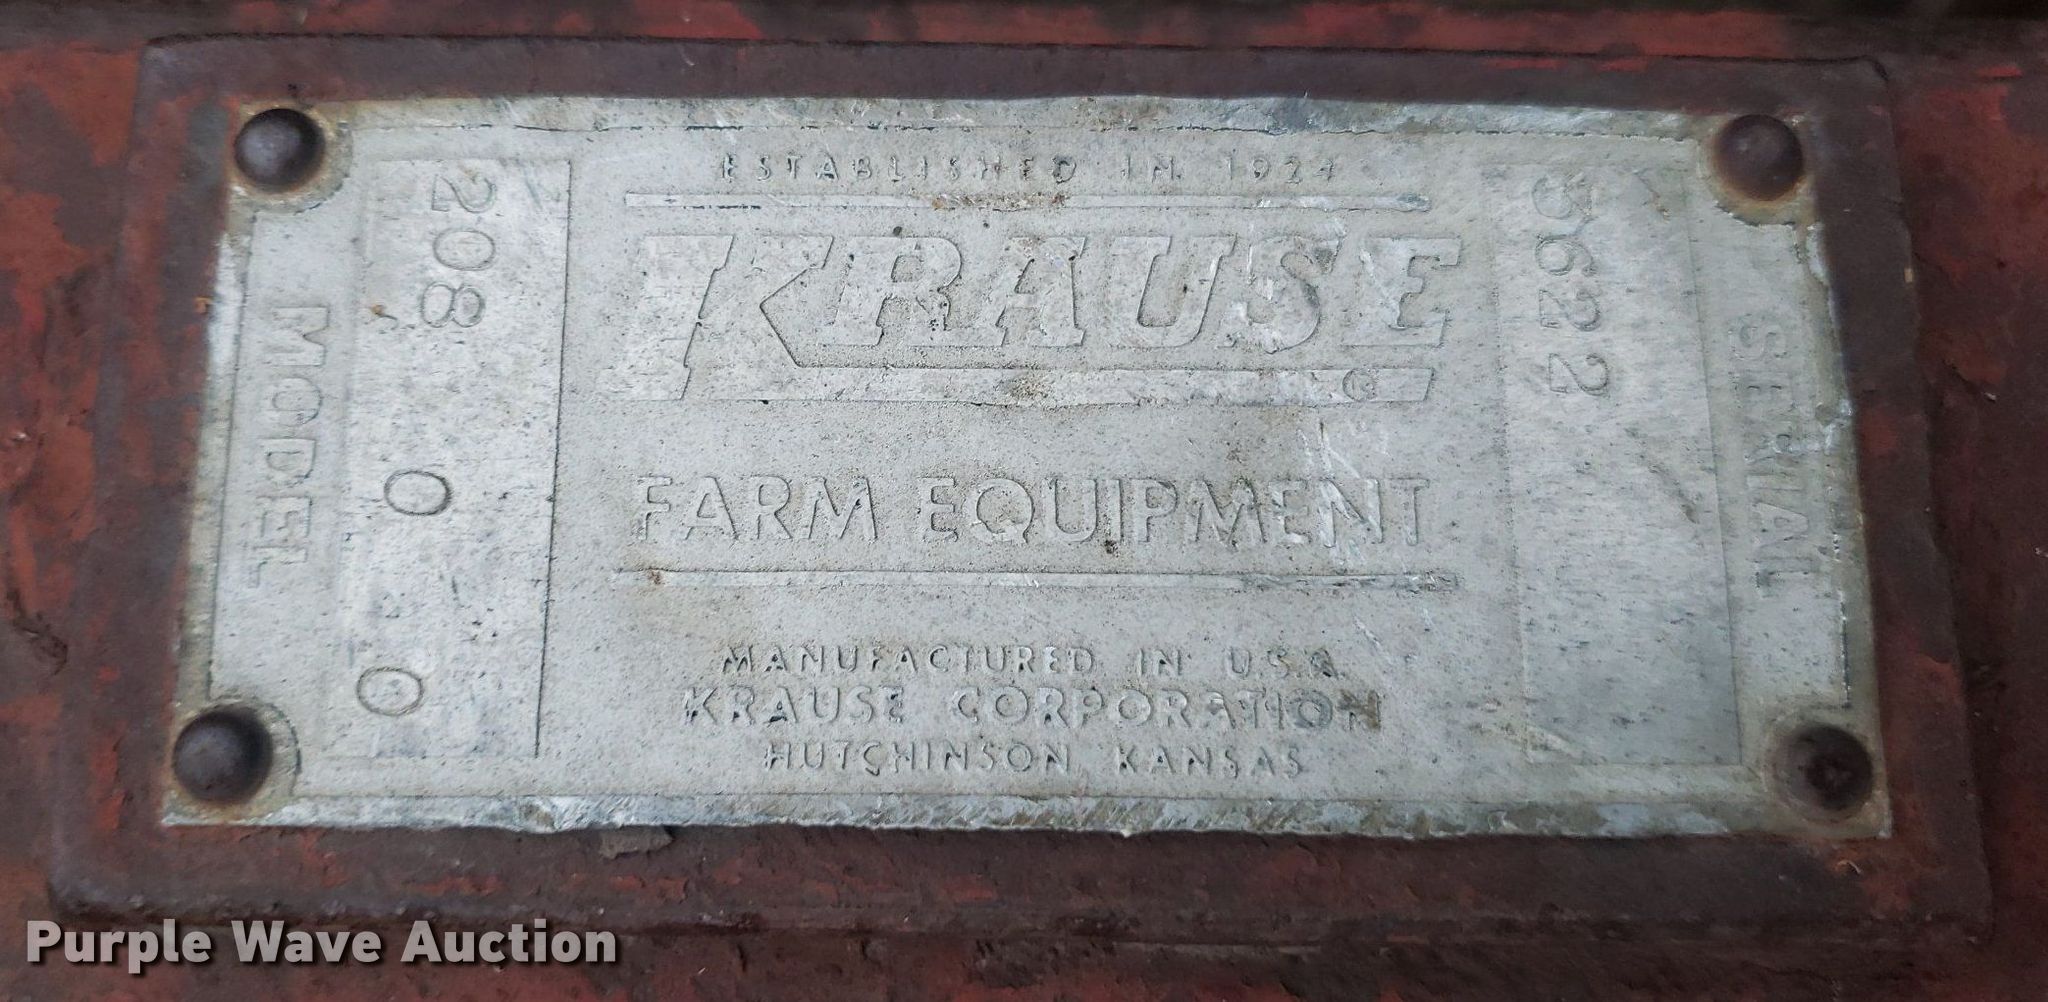 MODEL
208 0 0
ESTABLISHED IN 1924
KRAUSE
FARM EQUIPMENT
MANUFACTURED IN U.S.A.
KRAUSE CORPORATION
HUTCHINSON KANSAS
5622
SERIAL
Purple Wave Auction